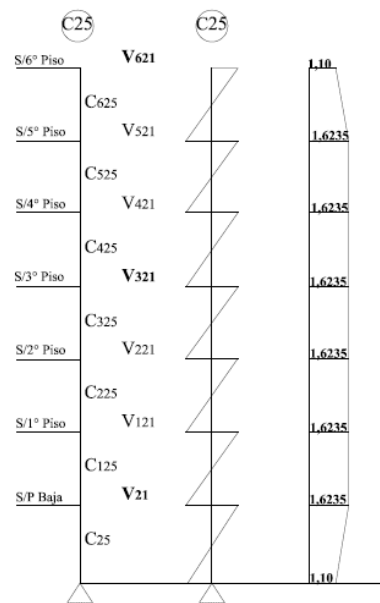 C25 C25
S/6° Piso V621 1,10
C625
S/5° Piso V521 1,6235
C525
S/4° Piso V421 1,6235
C425
S/3° Piso V321 1,6235
C325
S/2° Piso V221 1,6235
C225
S/1° Piso V121 1,6235
C125
S/P Baja V21 1,6235
C25
1,10